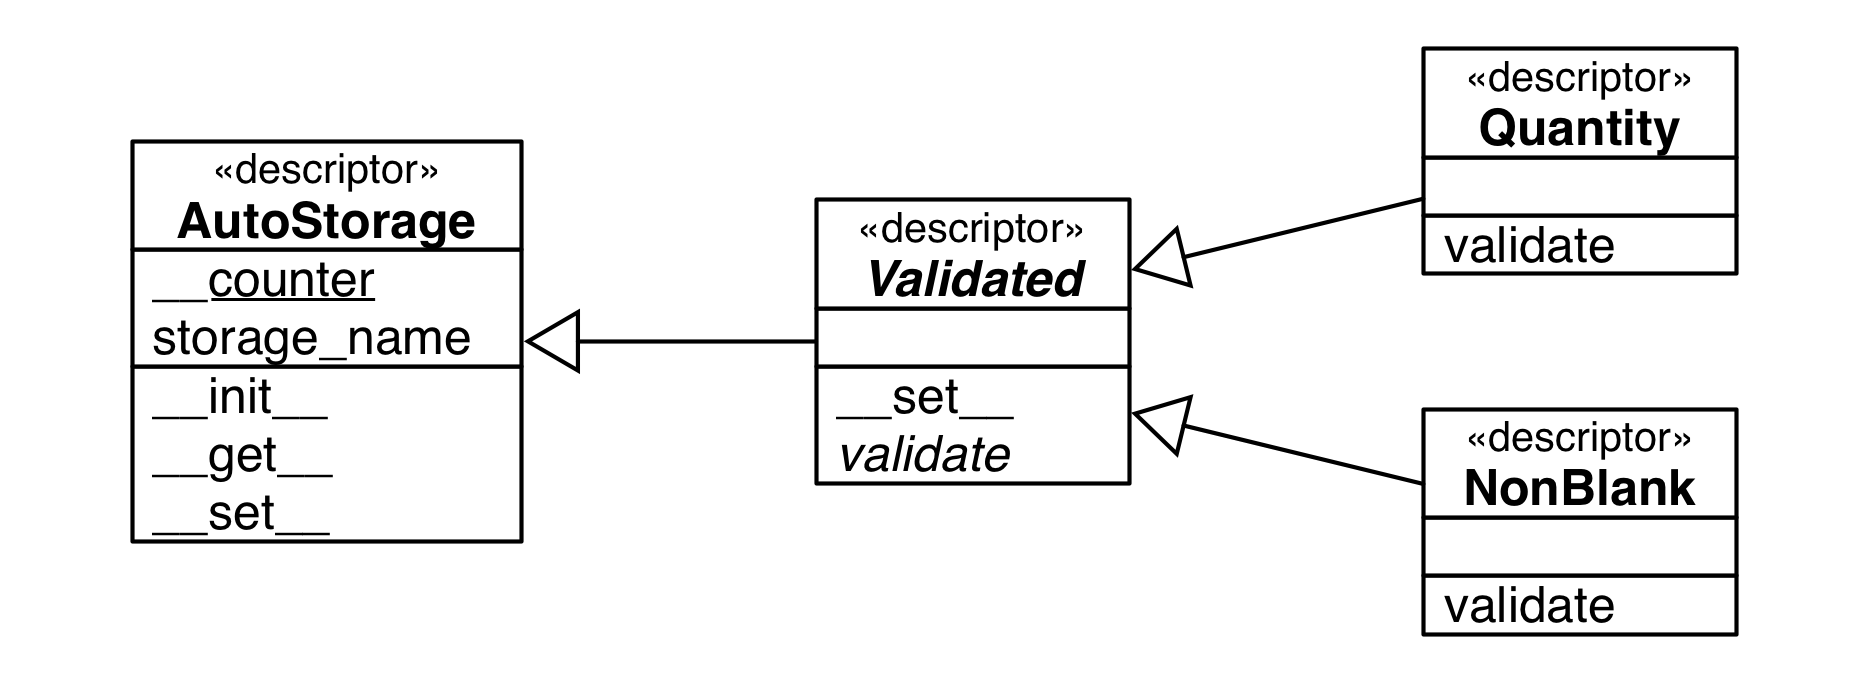 «descriptor»
AutoStorage
__counter
storage_name
__init__
__get__
__set__
«descriptor»
Validated
__set__
validate
«descriptor»
Quantity
validate
«descriptor»
NonBlank
validate